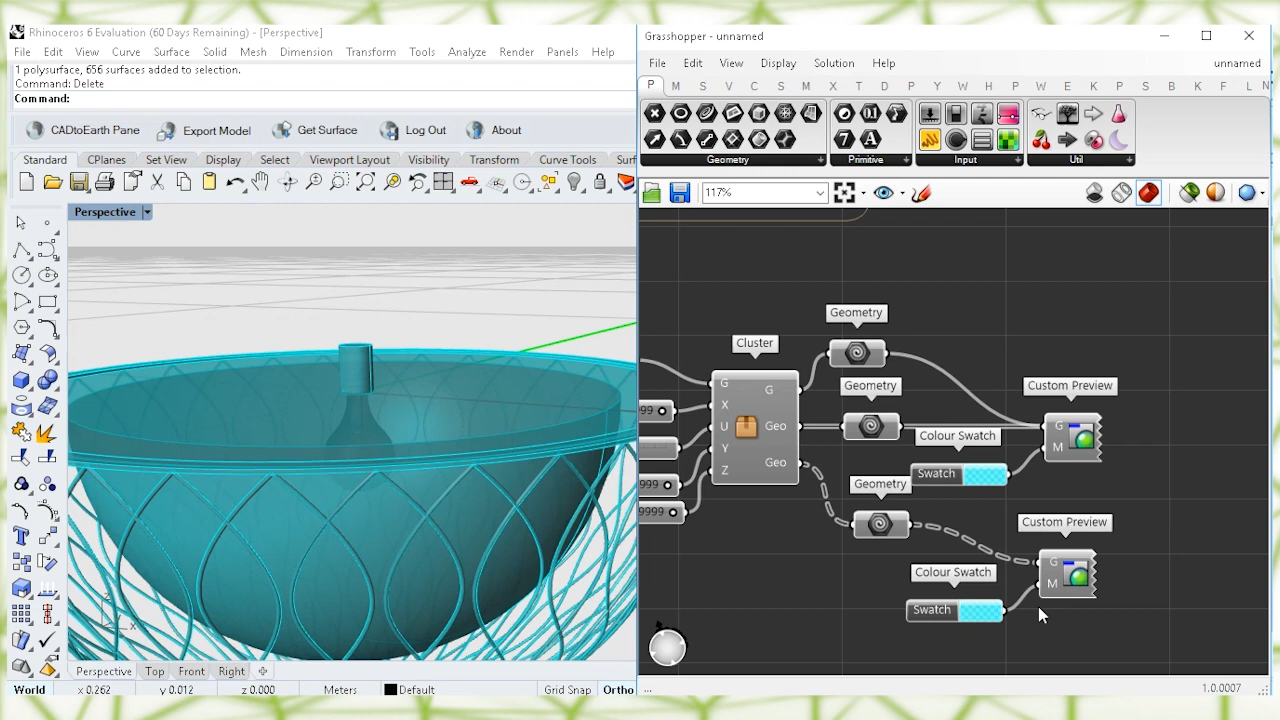 Rhinoceros 6 Evaluation (60 Days Remaining) - [Perspective]
File Edit View Curve Surface Solid Mesh Dimension Transform Tools Analyze Render Panels Help
1 polysurface, 656 surfaces added to selection.
Command: Delete
Command:
CADtoEarth Pane Export Model Get Surface Log Out About
Standard CPlanes Set View Display Select Viewport Layout Visibility Transform Curve Tools Surf
Perspective
z
x
Perspective Top Front Right
World x 0.262 y 0.012 z 0.000 Meters Default Grid Snap Ortho
Grasshopper - unnamed
File Edit View Display Solution Help unnamed
P M S V C S M X T D P Y W H P W E K P T S B K F L N
Geometry Primitive Input Util
117%
Geometry
Cluster
G
X
U
Y
Z
G
Geo
Geo
Geometry
Custom Preview
G
M
Colour Swatch
Swatch
Geometry
Custom Preview
G
M
Colour Swatch
Swatch
99
999
9999
... 1.0.0007